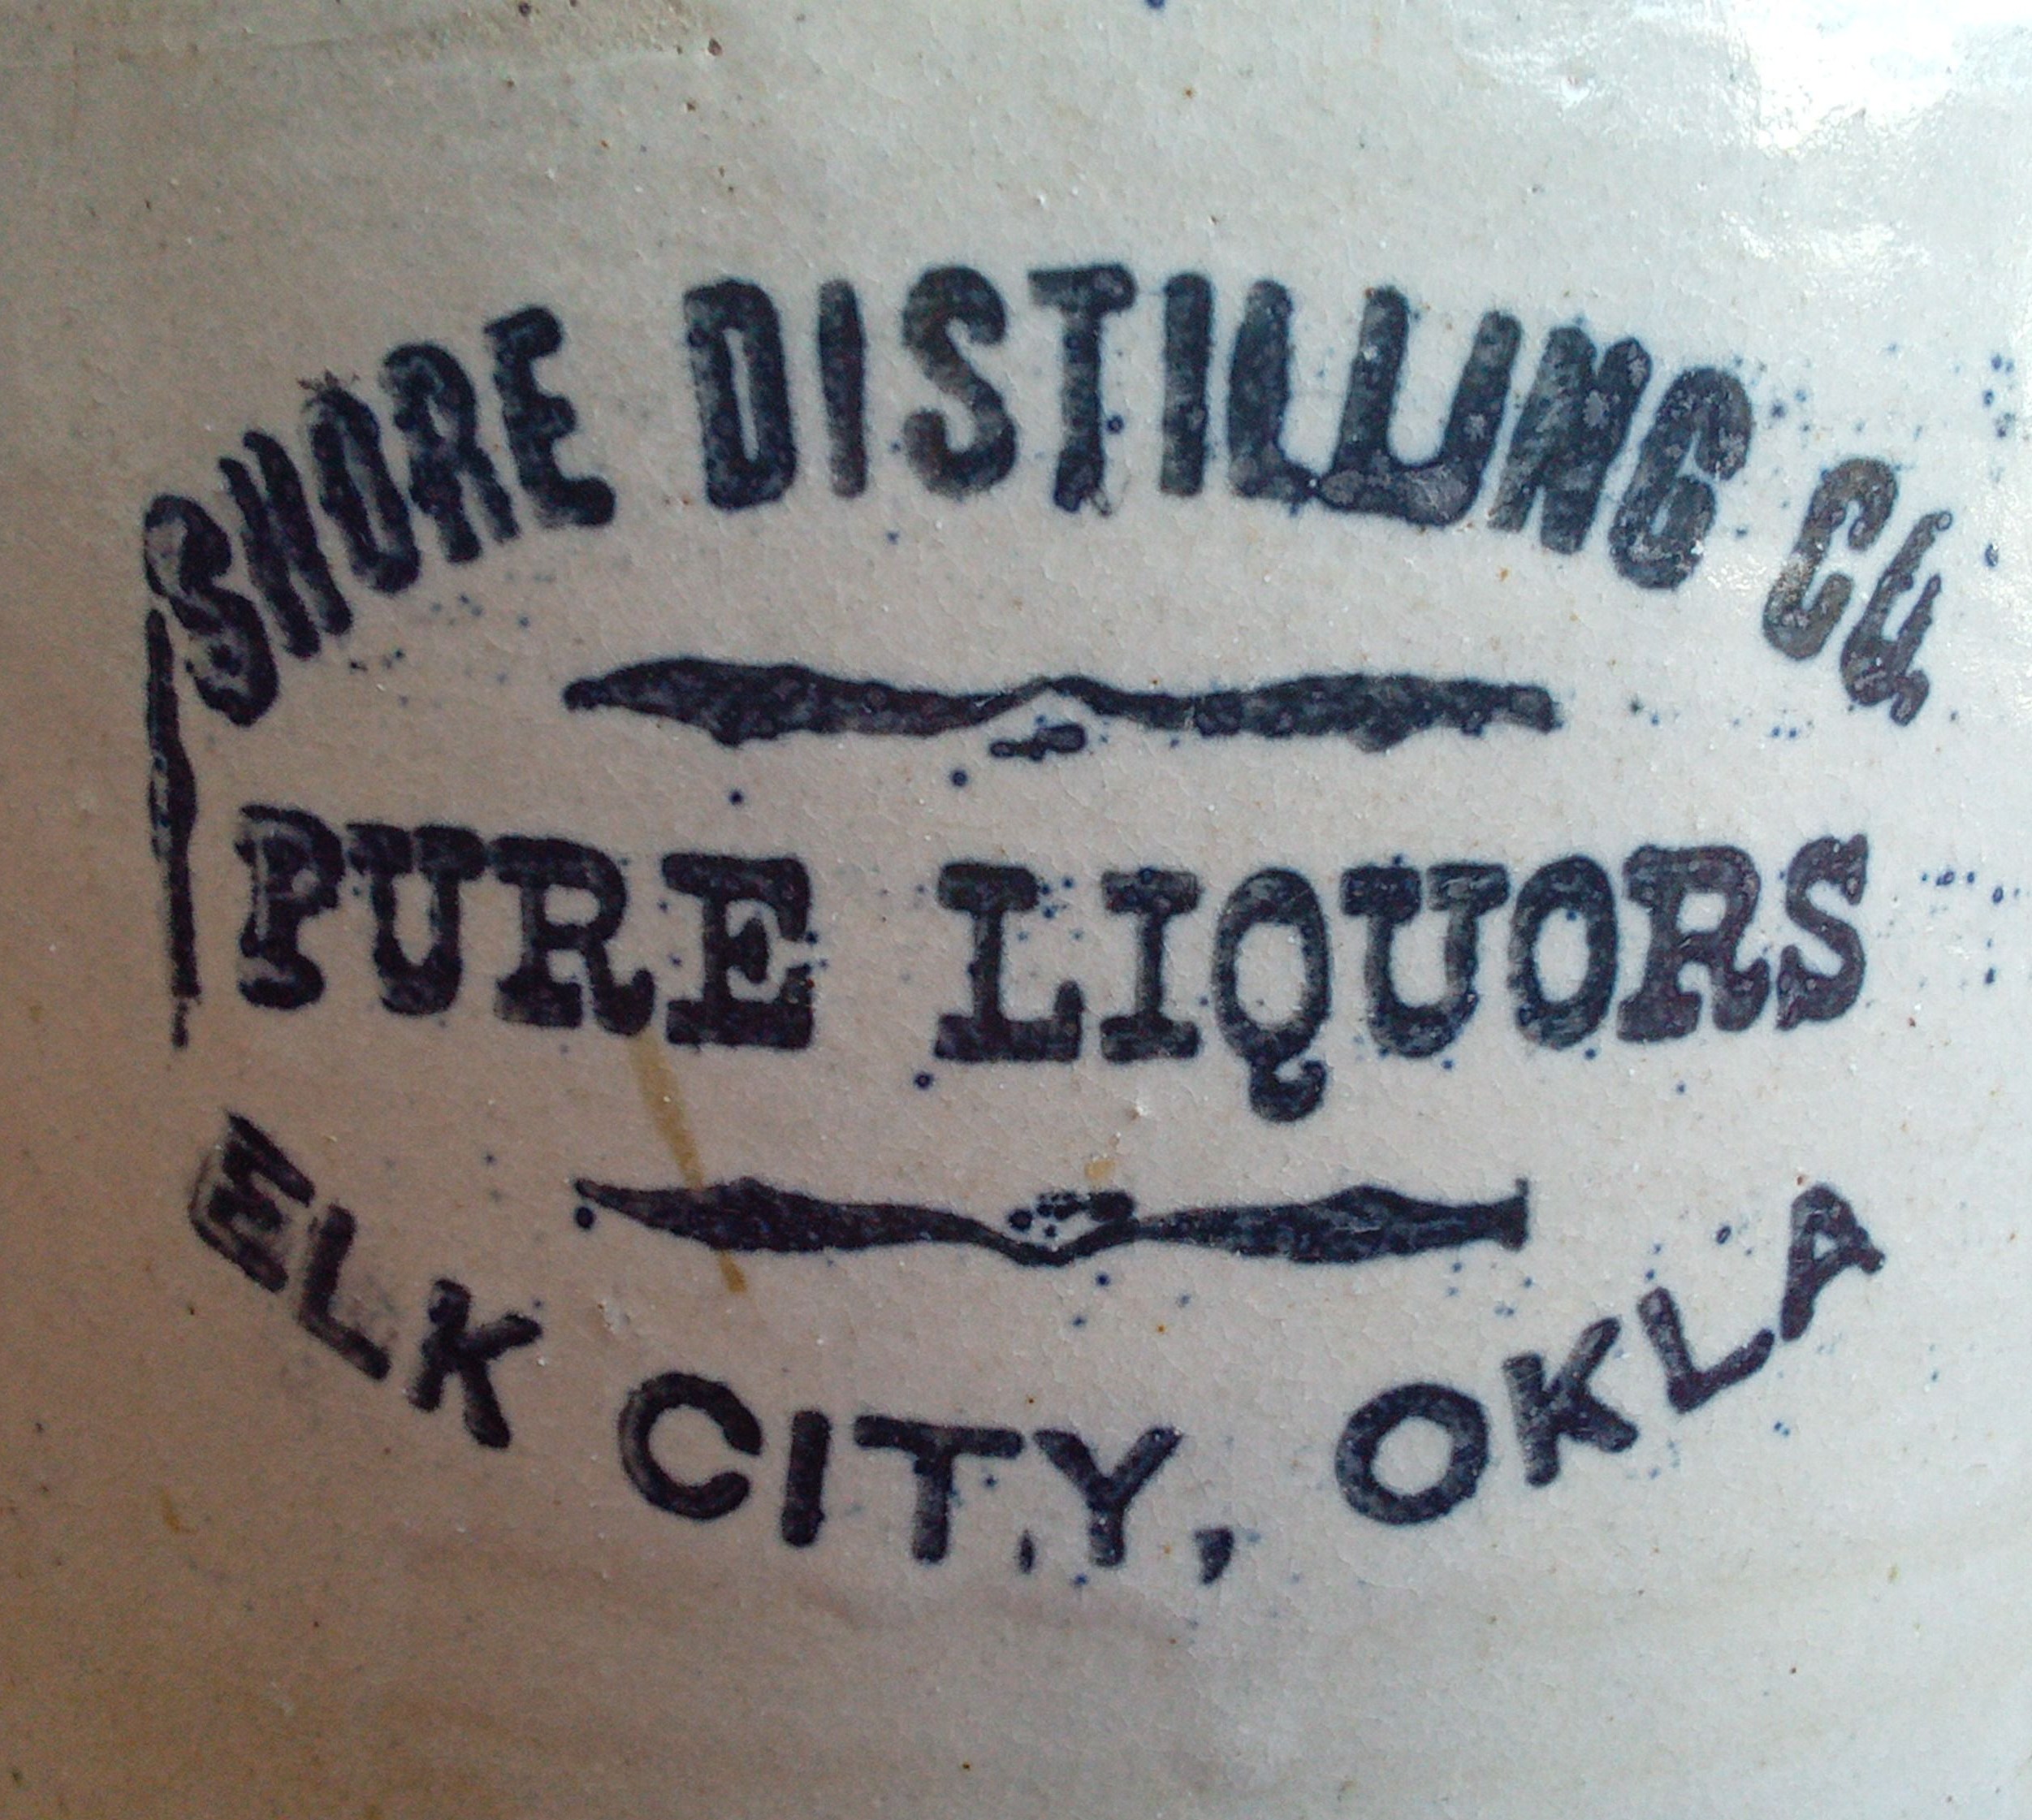 SHORE DISTILLING CO.
PURE LIQUORS
ELK CITY, OKLA